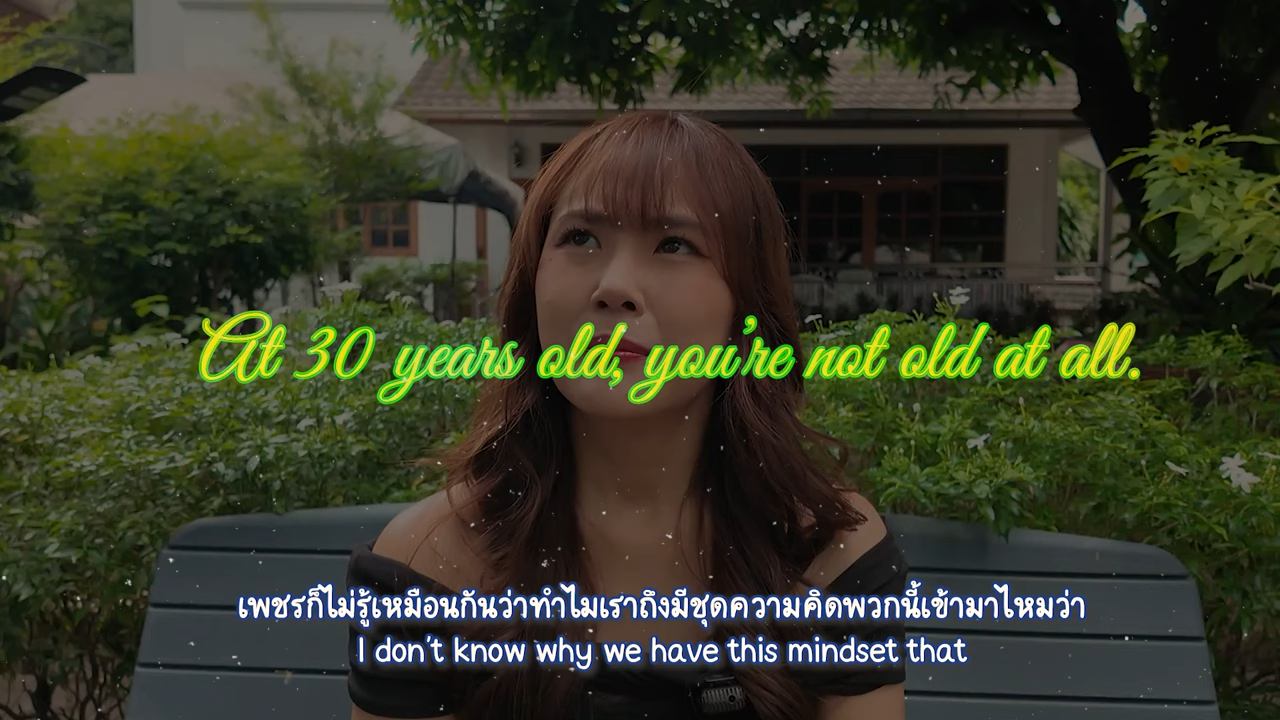 At 30 years old, you're not old at all.
เพชรก็ไม่รู้เหมือนกันว่าทำไมเราถึงมีชุดความคิดพวกนี้เข้ามาไหมว่า
I don't know why we have this mindset that